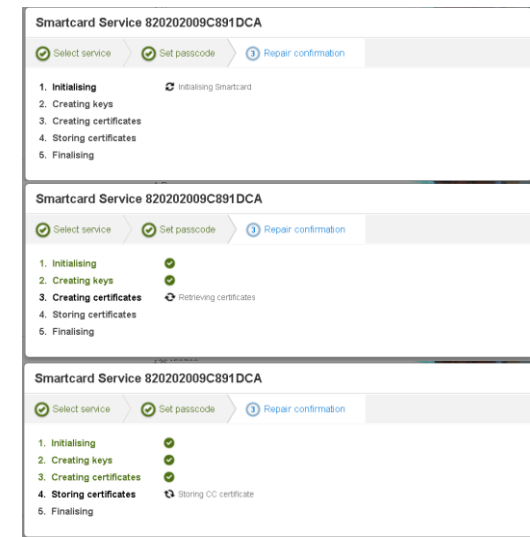 Smartcard Service 820202009C891DCA
Select service Set passcode 3 Repair confirmation
1. Initialising Initialising Smartcard
2. Creating keys
3. Creating certificates
4. Storing certificates
5. Finalising
Smartcard Service 820202009C891DCA
Select service Set passcode 3 Repair confirmation
1. Initialising
2. Creating keys
3. Creating certificates Retrieving certificates
4. Storing certificates
5. Finalising
Smartcard Service 820202009C891DCA
Select service Set passcode 3 Repair confirmation
1. Initialising
2. Creating keys
3. Creating certificates
4. Storing certificates Storing CC certificate
5. Finalising